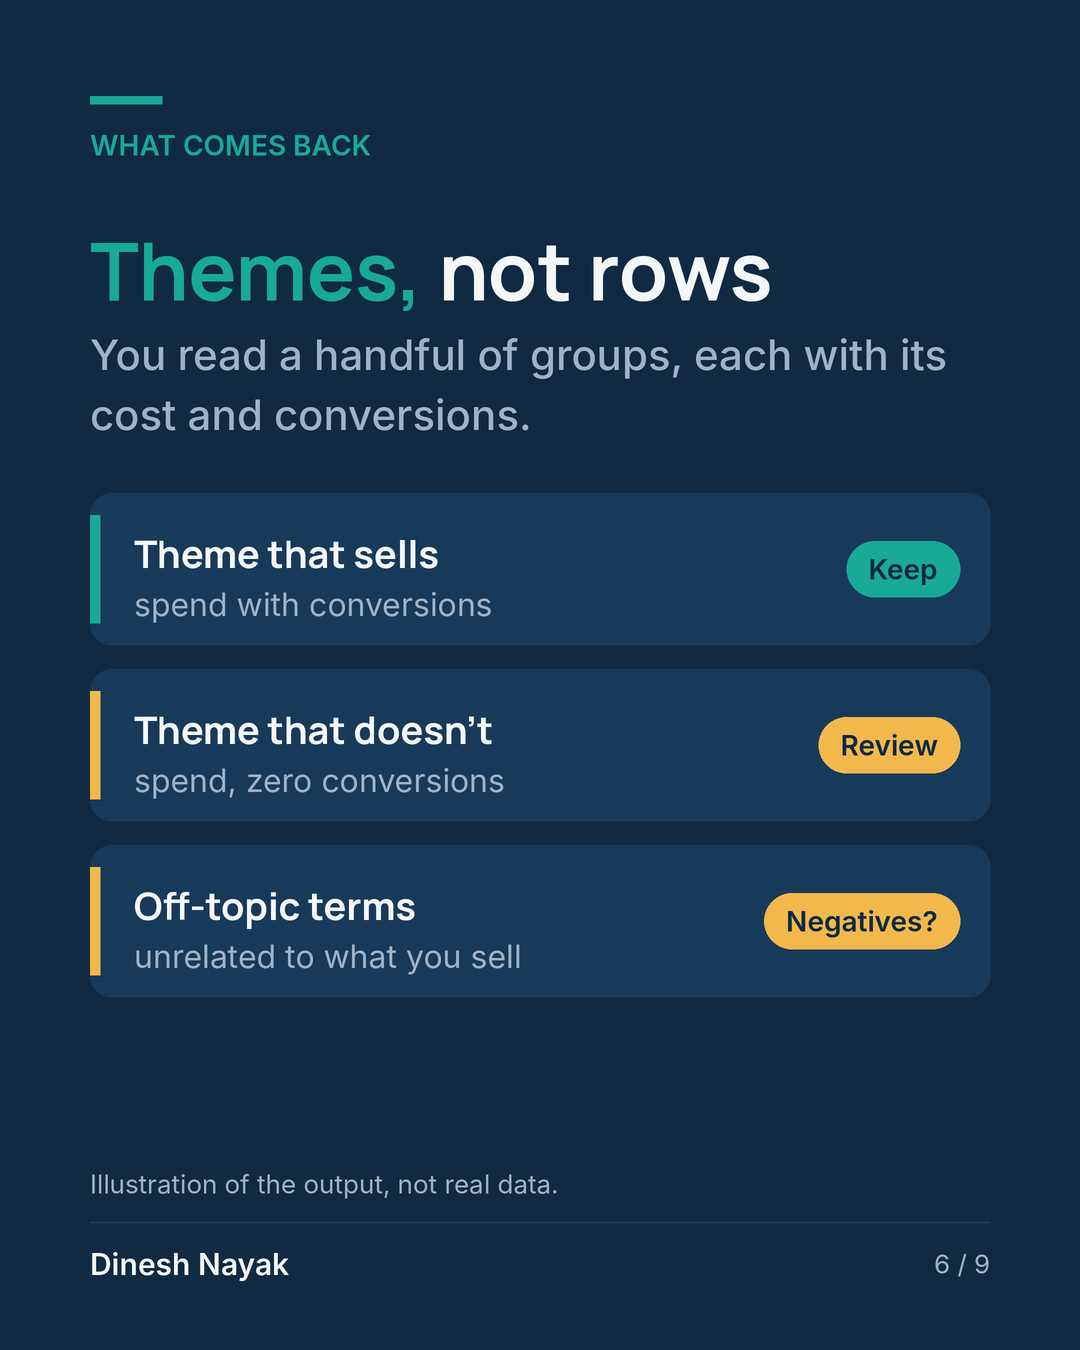 WHAT COMES BACK
Themes, not rows
You read a handful of groups, each with its
cost and conversions.
Theme that sells
spend with conversions
Keep
Theme that doesn’t
spend, zero conversions
Review
Off-topic terms
unrelated to what you sell
Negatives?
Illustration of the output, not real data.
Dinesh Nayak
6 / 9